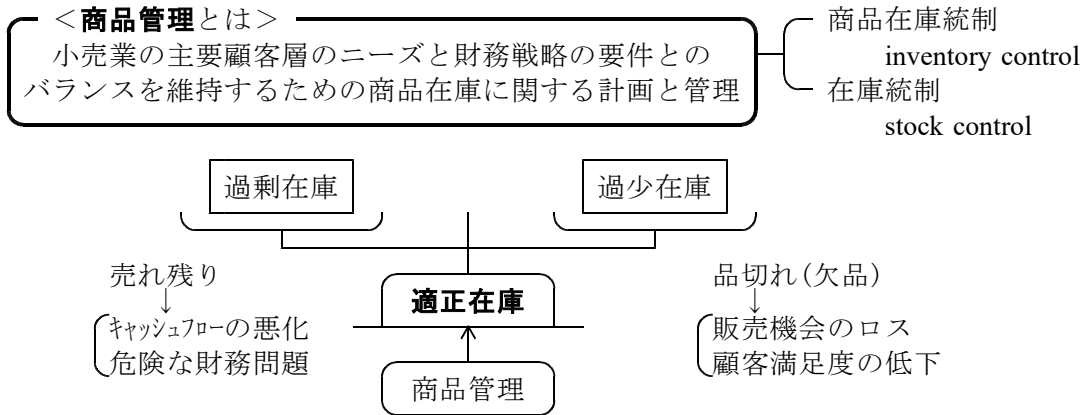 ＜商品管理とは＞
小売業の主要顧客層のニーズと財務戦略の要件との
バランスを維持するための商品在庫に関する計画と管理
商品在庫統制
inventory control
在庫統制
stock control
過剰在庫
過少在庫
売れ残り
↓
ｷｬｯｼｭﾌﾛｰの悪化
危険な財務問題
適正在庫
商品管理
品切れ(欠品)
↓
販売機会のロス
顧客満足度の低下